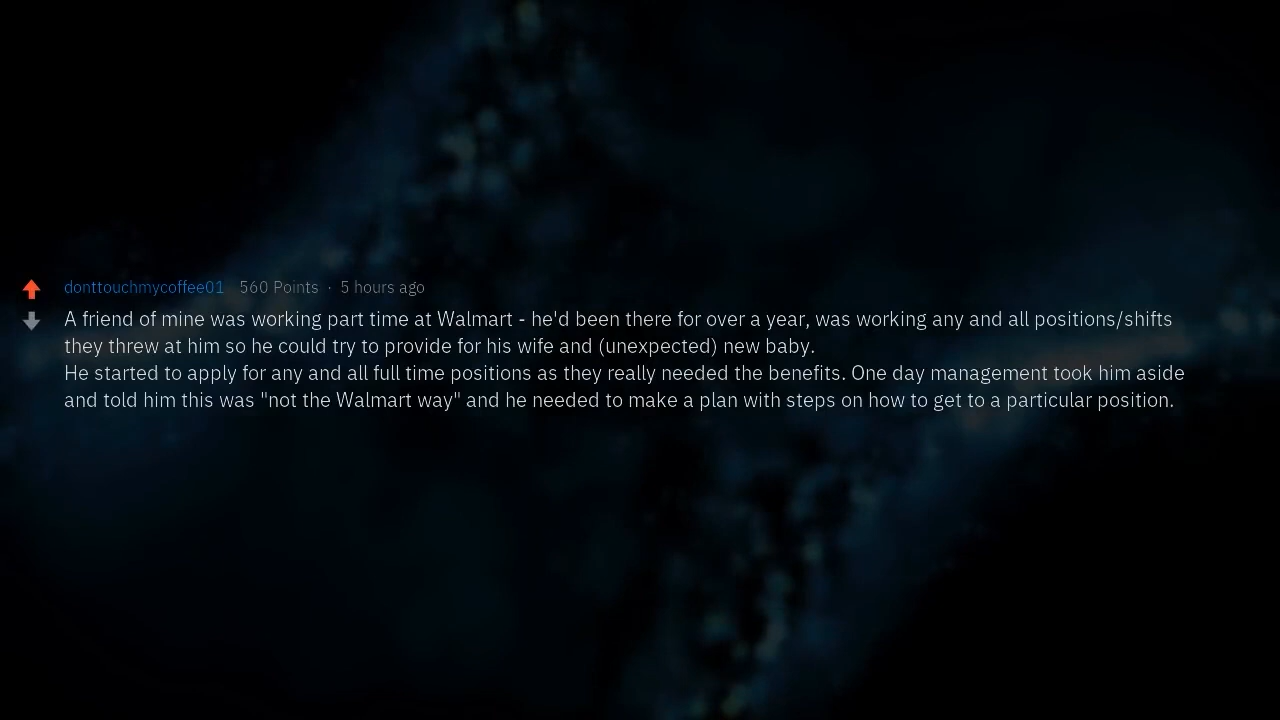 donttouchmycoffee01 560 Points · 5 hours ago
A friend of mine was working part time at Walmart - he'd been there for over a year, was working any and all positions/shifts
they threw at him so he could try to provide for his wife and (unexpected) new baby.
He started to apply for any and all full time positions as they really needed the benefits. One day management took him aside
and told him this was "not the Walmart way" and he needed to make a plan with steps on how to get to a particular position.